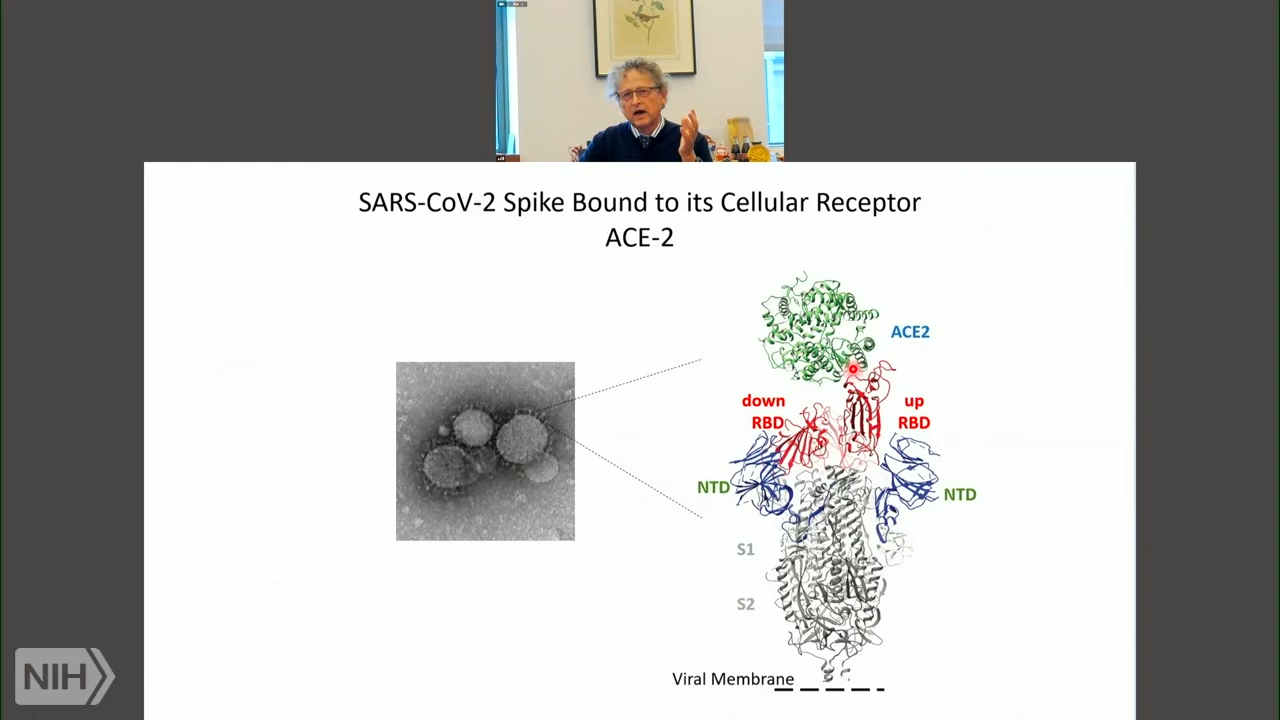 SARS-CoV-2 Spike Bound to its Cellular Receptor
ACE-2
ACE2
down
RBD
up
RBD
NTD
NTD
S1
S2
Viral Membrane
NIH